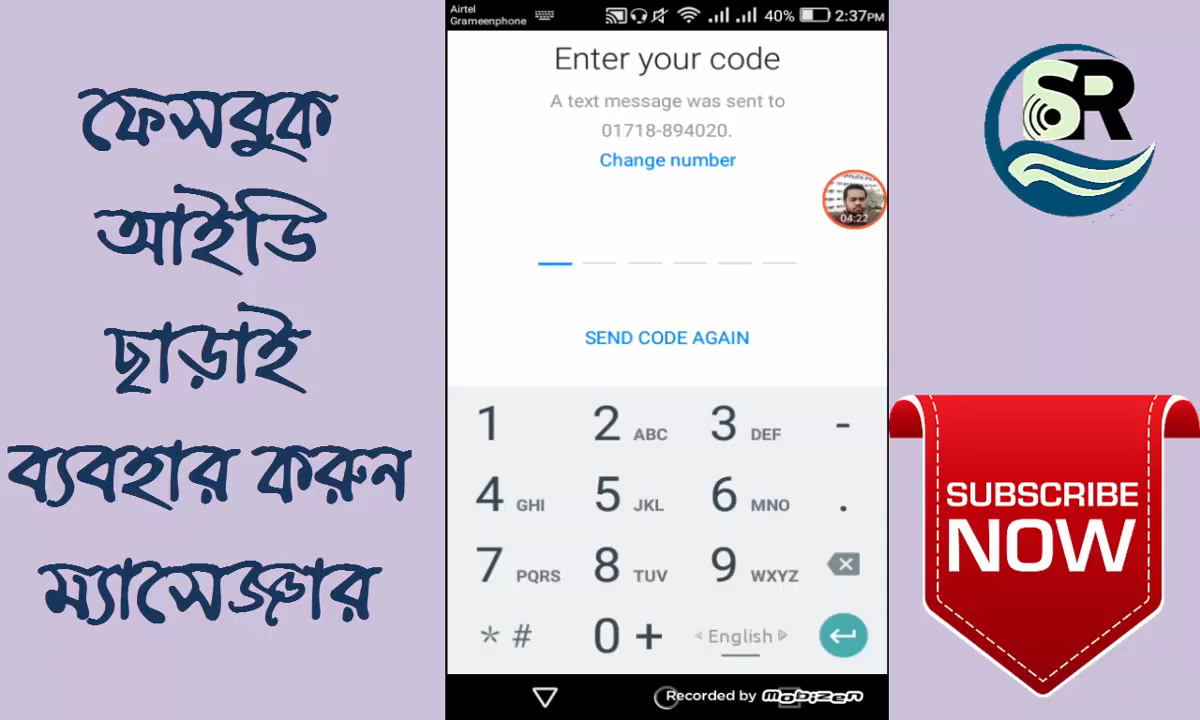 ফেসবুক
আইডি
ছাড়াই
ব্যবহার করুন
ম্যাসেঞ্জার
Airtel
Grameenphone
40% 2:37PM
Enter your code
A text message was sent to
01718-894020.
Change number
04:22
SEND CODE AGAIN
1 2 ABC 3 DEF -
4 GHI 5 JKL 6 MNO .
7 PQRS 8 TUV 9 WXYZ
* # 0 + English
Recorded by mobizen
SR
SUBSCRIBE
NOW